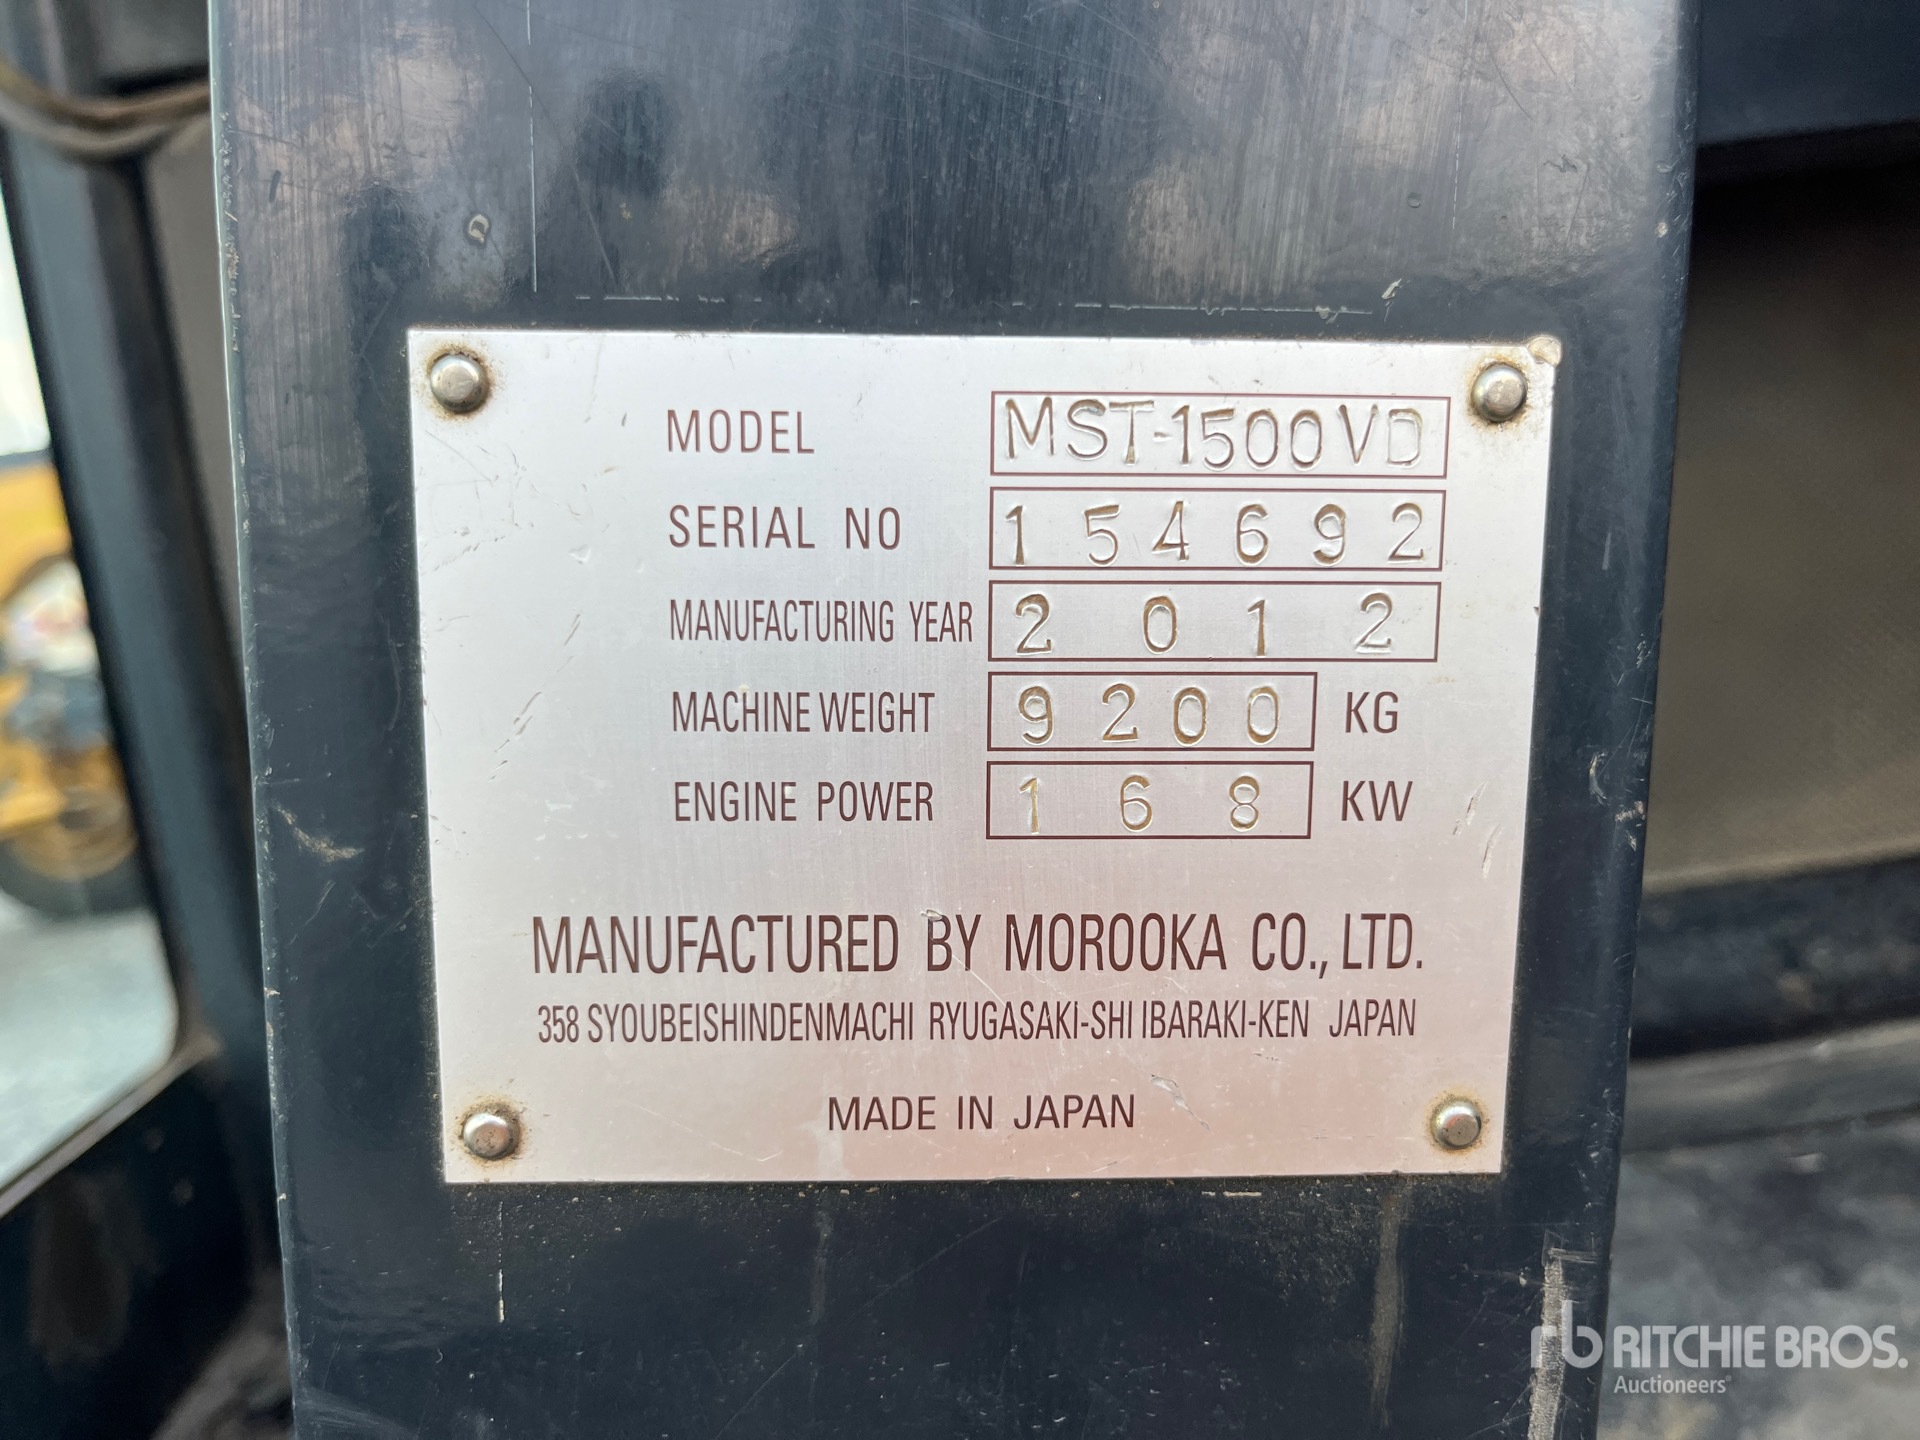 MODEL MST-1500VD
SERIAL NO 154692
MANUFACTURING YEAR 2012
MACHINE WEIGHT 9200 KG
ENGINE POWER 168 KW
MANUFACTURED BY MOROOKA CO., LTD.
358 SYOUBEISHINDENMACHI RYUGASAKI-SHI IBARAKI-KEN JAPAN
MADE IN JAPAN
rb RITCHIE BROS.
Auctioneers